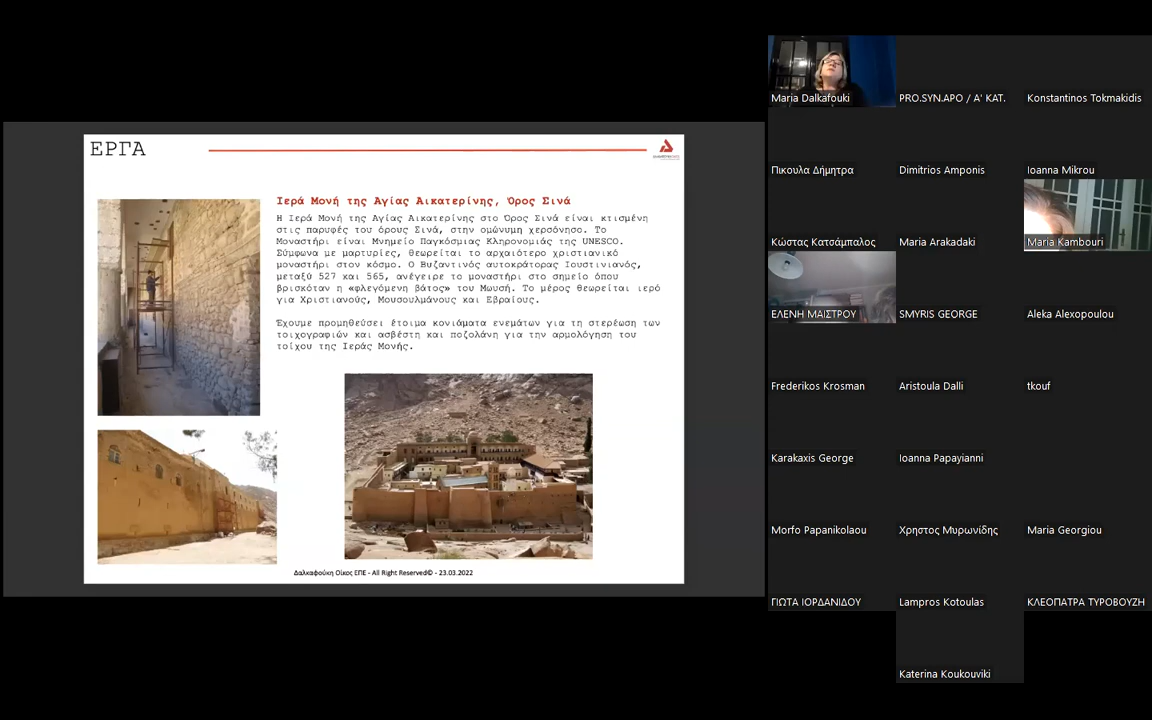 ΕΡΓΑ
Ιερά Μονή της Αγίας Αικατερίνης, Όρος Σινά
Η Ιερά Μονή της Αγίας Αικατερίνης στο Όρος Σινά είναι κτισμένη
στις παρυφές του όρους Σινά, στην ομώνυμη χερσόνησο. Το
Μοναστήρι είναι Μνημείο Παγκόσμιας Κληρονομιάς της UNESCO.
Σύμφωνα με μαρτυρίες, θεωρείται το αρχαιότερο χριστιανικό
μοναστήρι στον κόσμο. Ο Βυζαντινός αυτοκράτορας Ιουστινιανός,
μεταξύ 527 και 565, ανέγειρε το μοναστήρι στο σημείο όπου
βρισκόταν η «φλεγόμενη βάτος» του Μωυσή. Το μέρος θεωρείται ιερό
για Χριστιανούς, Μουσουλμάνους και Εβραίους.
Έχουμε προμηθεύσει έτοιμα κονιάματα ενεμάτων για τη στερέωση των
τοιχογραφιών και ασβέστη και ποζολάνη για την αρμολόγηση του
τοίχου της Ιεράς Μονής.
Δαλκαφούκη Οίκος ΕΠΕ - All Right Reserved© - 23.03.2022
Maria Dalkafouki
PRO.SYN.APO / A' KAT.
Konstantinos Tokmakidis
Πικουλα Δήμητρα
Dimitrios Amponis
Ioanna Mikrou
Κώστας Κατσάμπαλος
Maria Arakadaki
Maria Kambouri
ΕΛΕΝΗ ΜΑΙΣΤΡΟΥ
SMYRIS GEORGE
Aleka Alexopoulou
Frederikos Krosman
Aristoula Dalli
tkouf
Karakaxis George
Ioanna Papayianni
Morfo Papanikolaou
Χρηστος Μυρωνίδης
Maria Georgiou
ΓΙΩΤΑ ΙΟΡΔΑΝΙΔΟΥ
Lampros Kotoulas
ΚΛΕΟΠΑΤΡΑ ΤΥΡΟΒΟΥΖΗ
Katerina Koukouviki